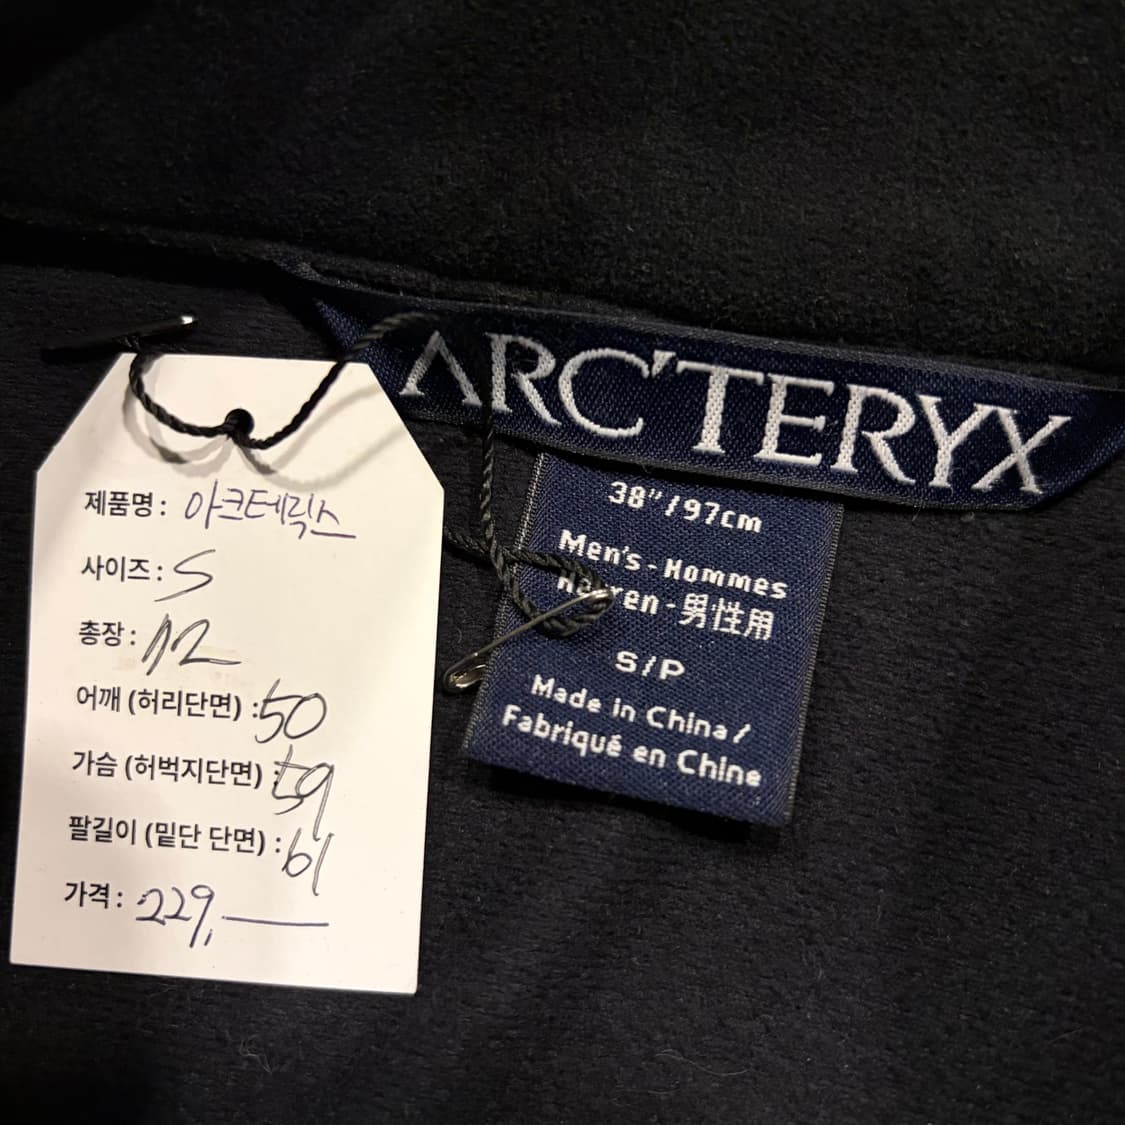 제품명 : 아크테릭스
사이즈 : S
총장 : 72
어깨 (허리단면) : 50
가슴 (허벅지단면) : 59
팔길이 (밑단 단면) : 61
가격 : 229,
ARC'TERYX
38"/97cm
Men's - Hommes
Herren - 男性用
S/P
Made in China /
Fabriqué en Chine